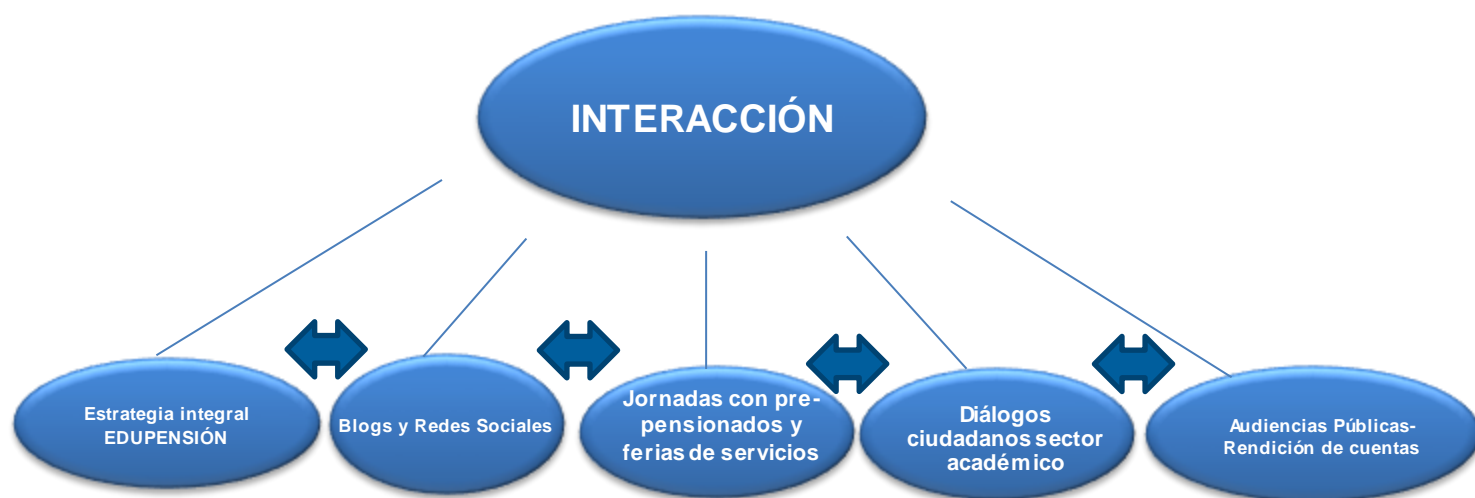 INTERACCIÓN
Estrategia integral
EDUPENSIÓN
Blogs y Redes Sociales
Jornadas con pre-
pensionados y
ferias de servicios
Diálogos
ciudadanos sector
académico
Audiencias Públicas-
Rendición de cuentas